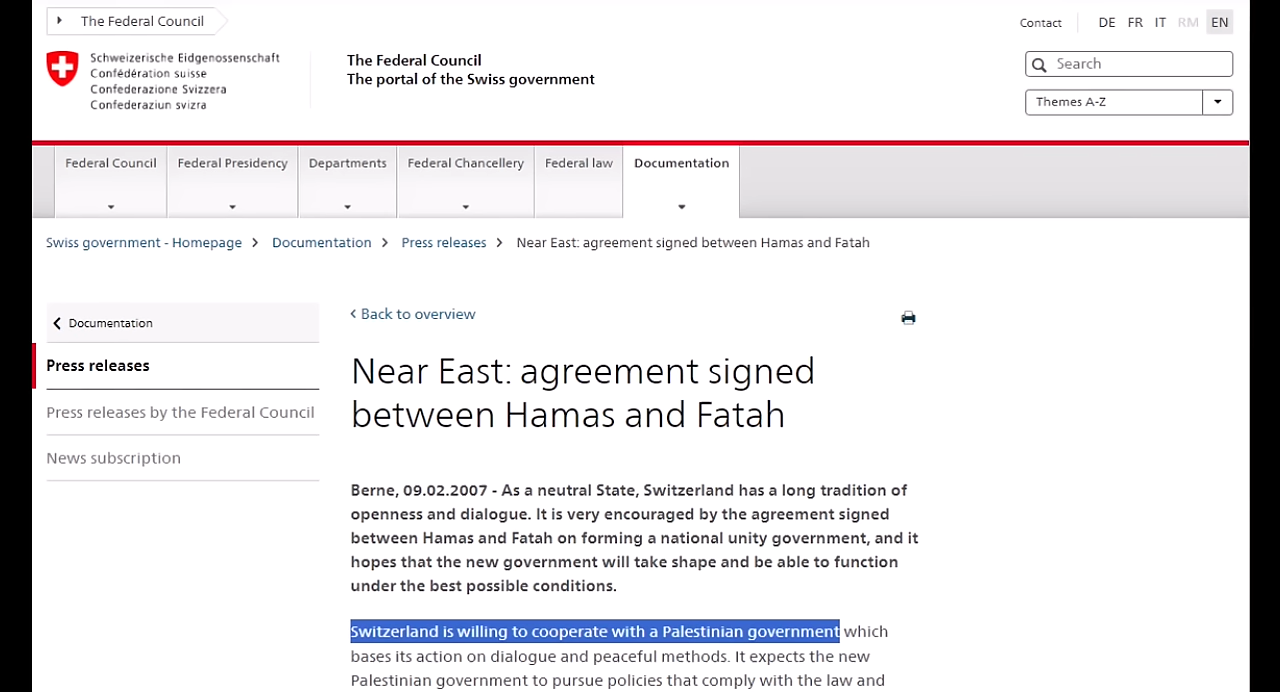 The Federal Council
Contact
DE FR IT RM EN
Schweizerische Eidgenossenschaft
Confédération suisse
Confederazione Svizzera
Confederaziun svizra
The Federal Council
The portal of the Swiss government
Search
Themes A-Z
Federal Council
Federal Presidency
Departments
Federal Chancellery
Federal law
Documentation
Swiss government - Homepage > Documentation > Press releases > Near East: agreement signed between Hamas and Fatah
Documentation
Press releases
Press releases by the Federal Council
News subscription
Back to overview
Near East: agreement signed
between Hamas and Fatah
Berne, 09.02.2007 - As a neutral State, Switzerland has a long tradition of
openness and dialogue. It is very encouraged by the agreement signed
between Hamas and Fatah on forming a national unity government, and it
hopes that the new government will take shape and be able to function
under the best possible conditions.
Switzerland is willing to cooperate with a Palestinian government which
bases its action on dialogue and peaceful methods. It expects the new
Palestinian government to pursue policies that comply with the law and